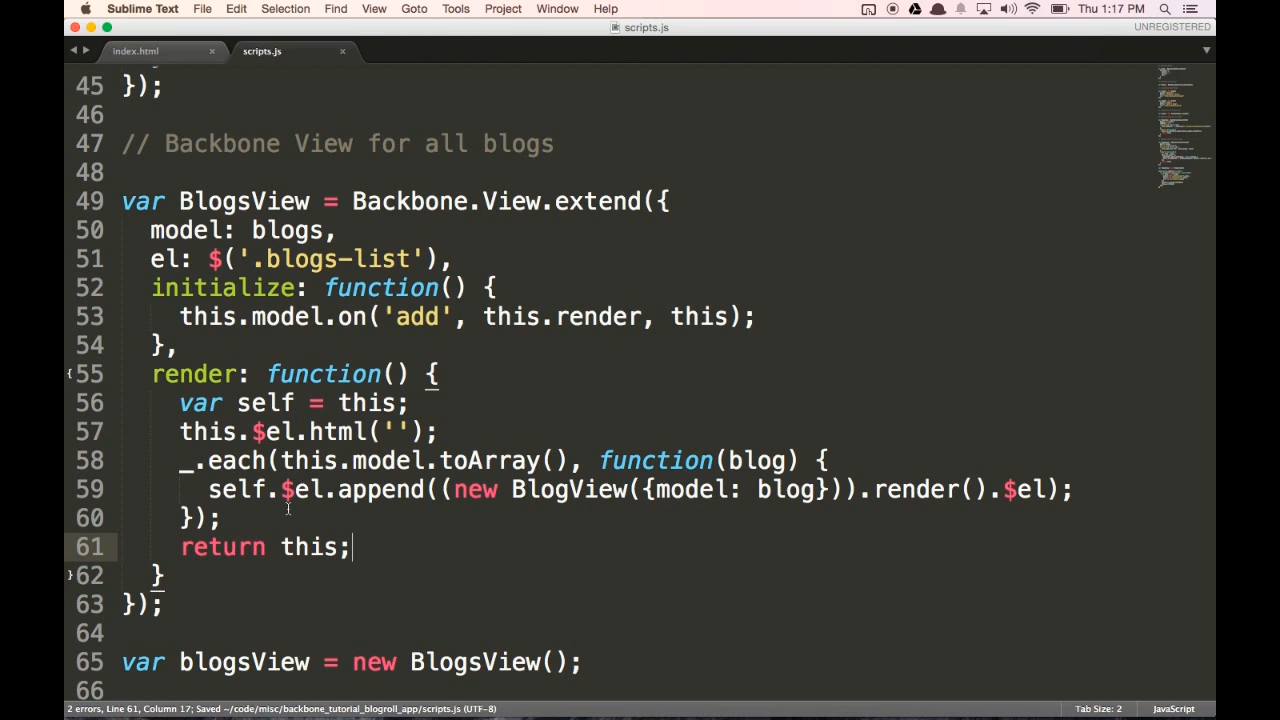 Sublime Text File Edit Selection Find View Goto Tools Project Window Help Thu 1:17 PM
scripts.js UNREGISTERED
index.html × scripts.js ×
45 });
46
47 // Backbone View for all blogs
48
49 var BlogsView = Backbone.View.extend({
50 model: blogs,
51 el: $('.blogs-list'),
52 initialize: function() {
53 this.model.on('add', this.render, this);
54 },
55 render: function() {
56 var self = this;
57 this.$el.html('');
58 _.each(this.model.toArray(), function(blog) {
59 self.$el.append((new BlogView({model: blog})).render().$el);
60 });
61 return this;
62 }
63 });
64
65 var blogsView = new BlogsView();
66
2 errors, Line 61, Column 17; Saved ~/code/misc/backbone_tutorial_blogroll_app/scripts.js (UTF-8) Tab Size: 2 JavaScript